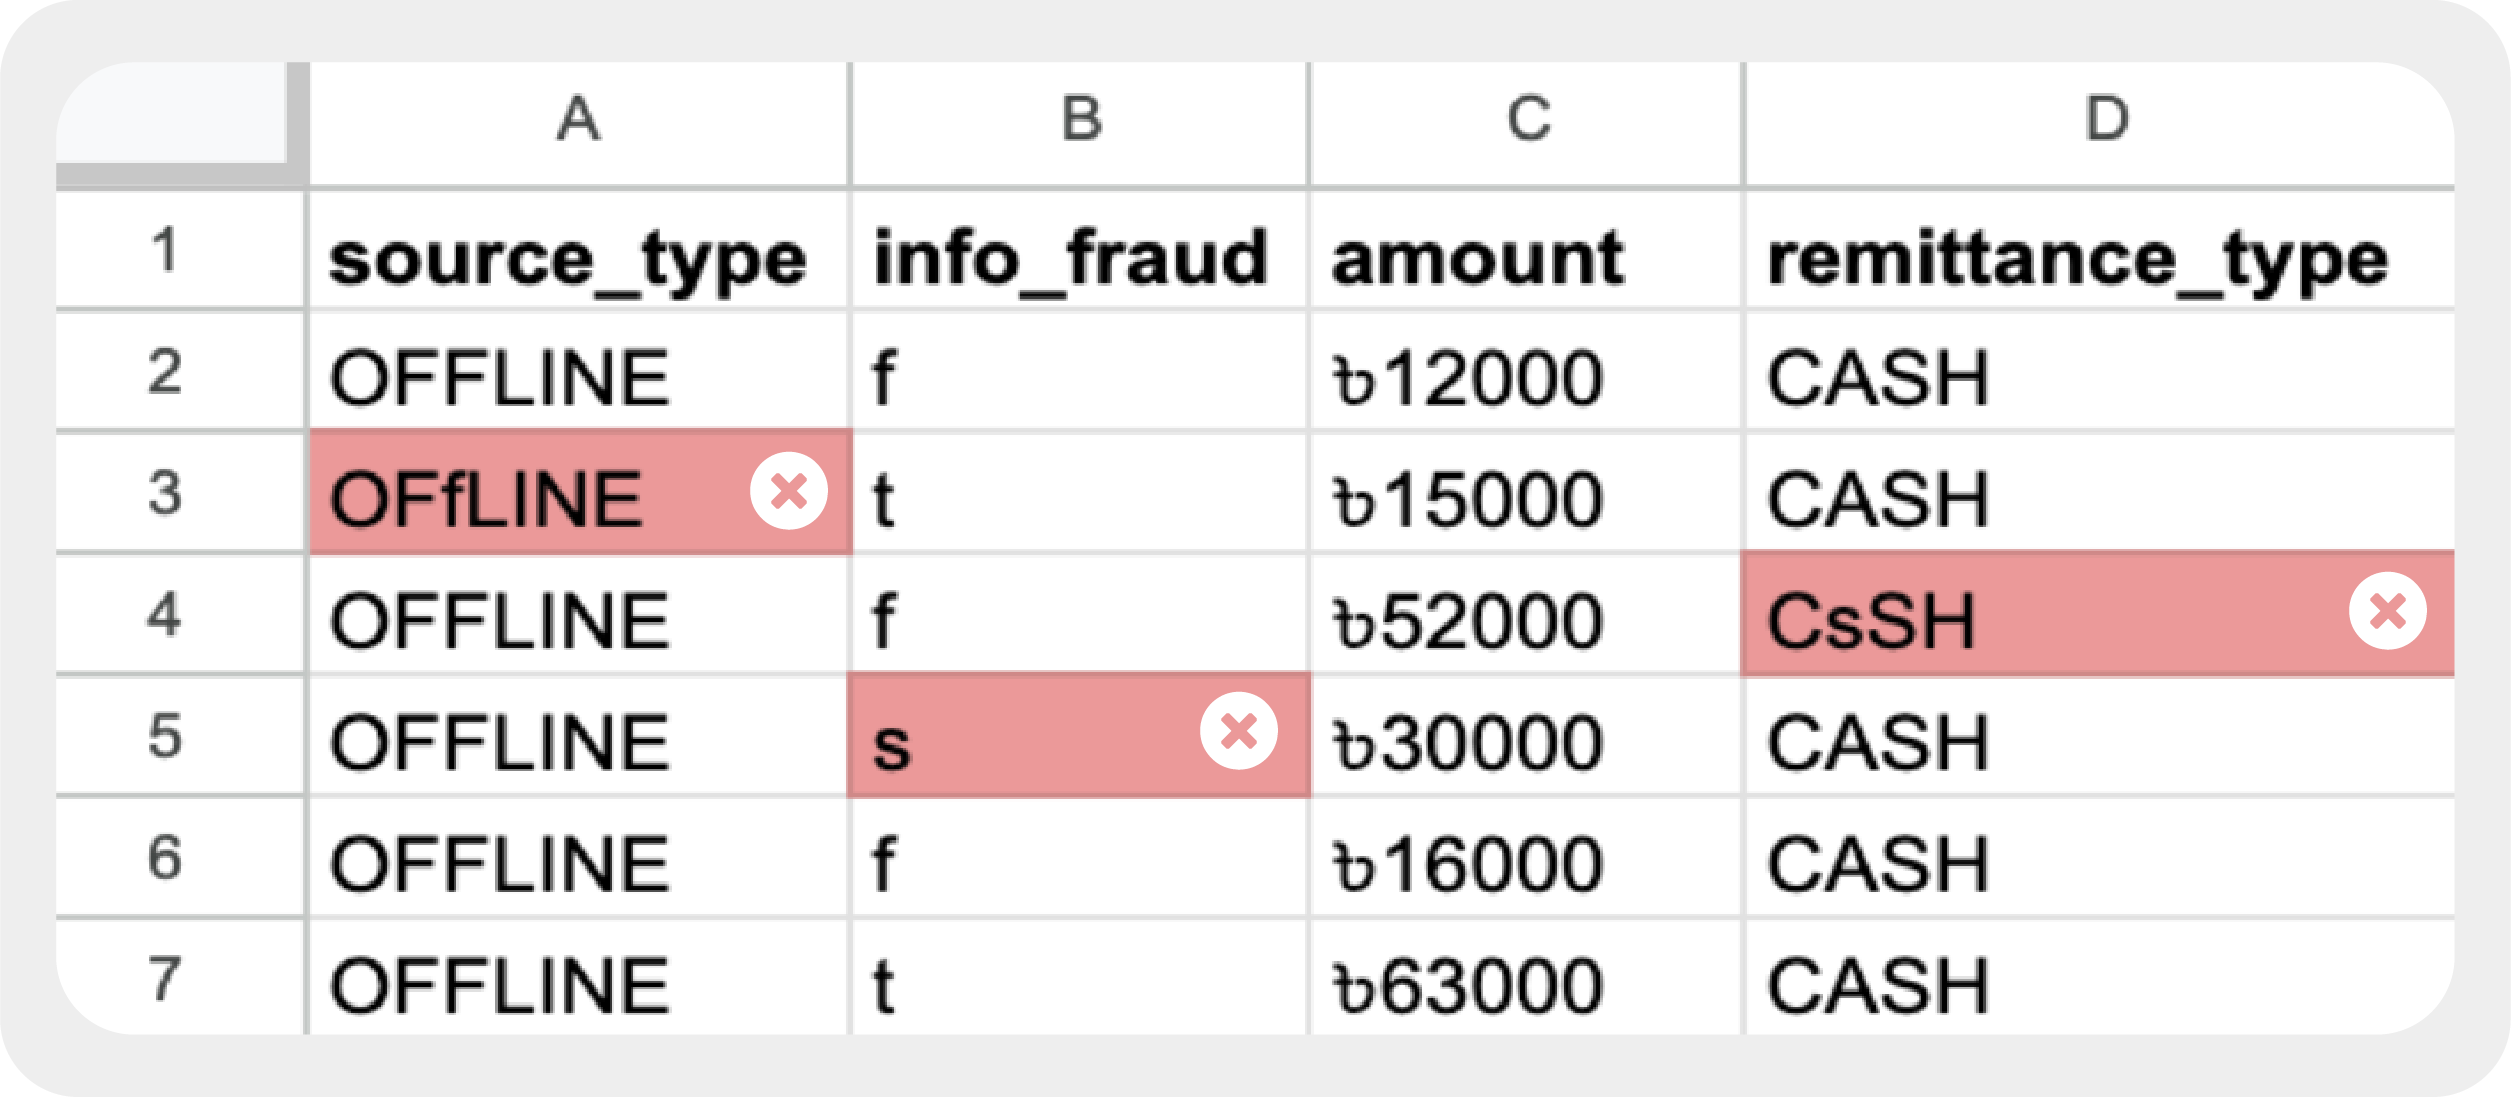 A B C D
1 source_type info_fraud amount remittance_type
2 OFFLINE f ৳12000 CASH
3 OFfLINE t ৳15000 CASH
4 OFFLINE f ৳52000 CsSH
5 OFFLINE s ৳30000 CASH
6 OFFLINE f ৳16000 CASH
7 OFFLINE t ৳63000 CASH